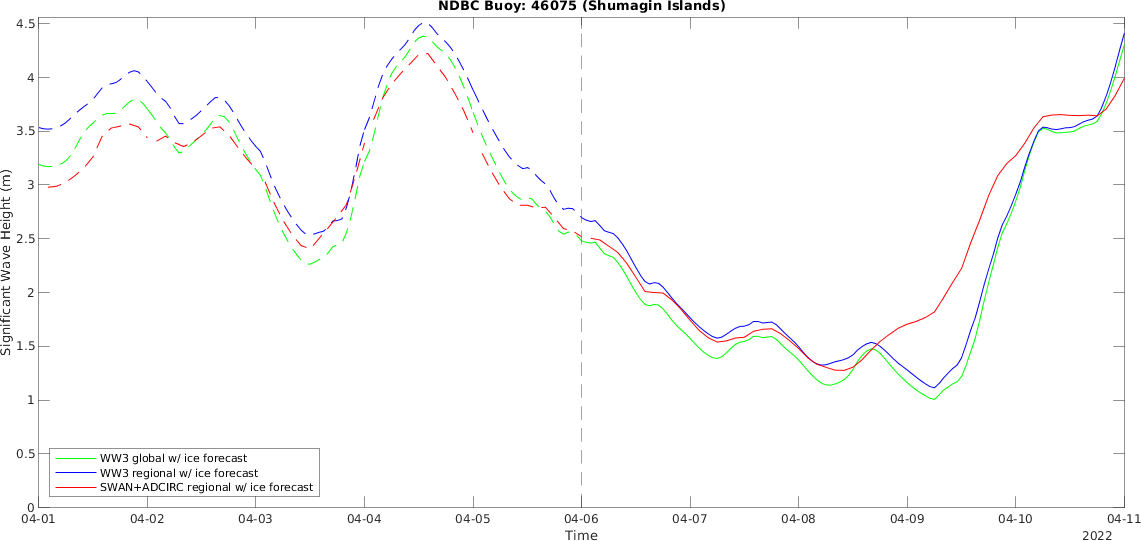 NDBC Buoy: 46075 (Shumagin Islands)
Significant Wave Height (m)
4.5
4
3.5
3
2.5
2
1.5
1
0.5
0
WW3 global w/ ice forecast
WW3 regional w/ ice forecast
SWAN+ADCIRC regional w/ ice forecast
04-01 04-02 04-03 04-04 04-05 04-06 04-07 04-08 04-09 04-10 04-11
Time
2022